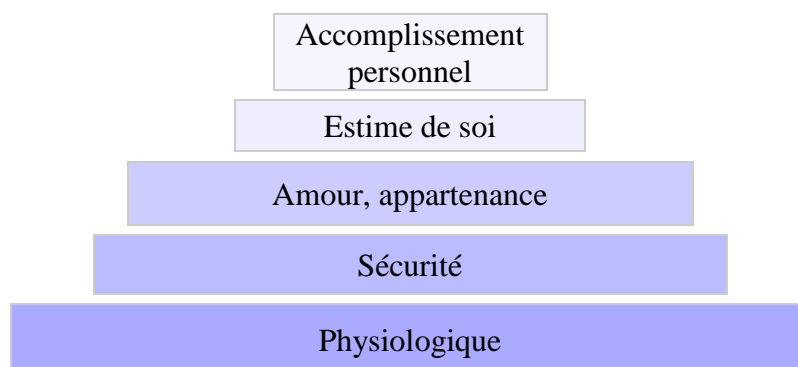 Accomplissement
personnel
Estime de soi
Amour, appartenance
Sécurité
Physiologique